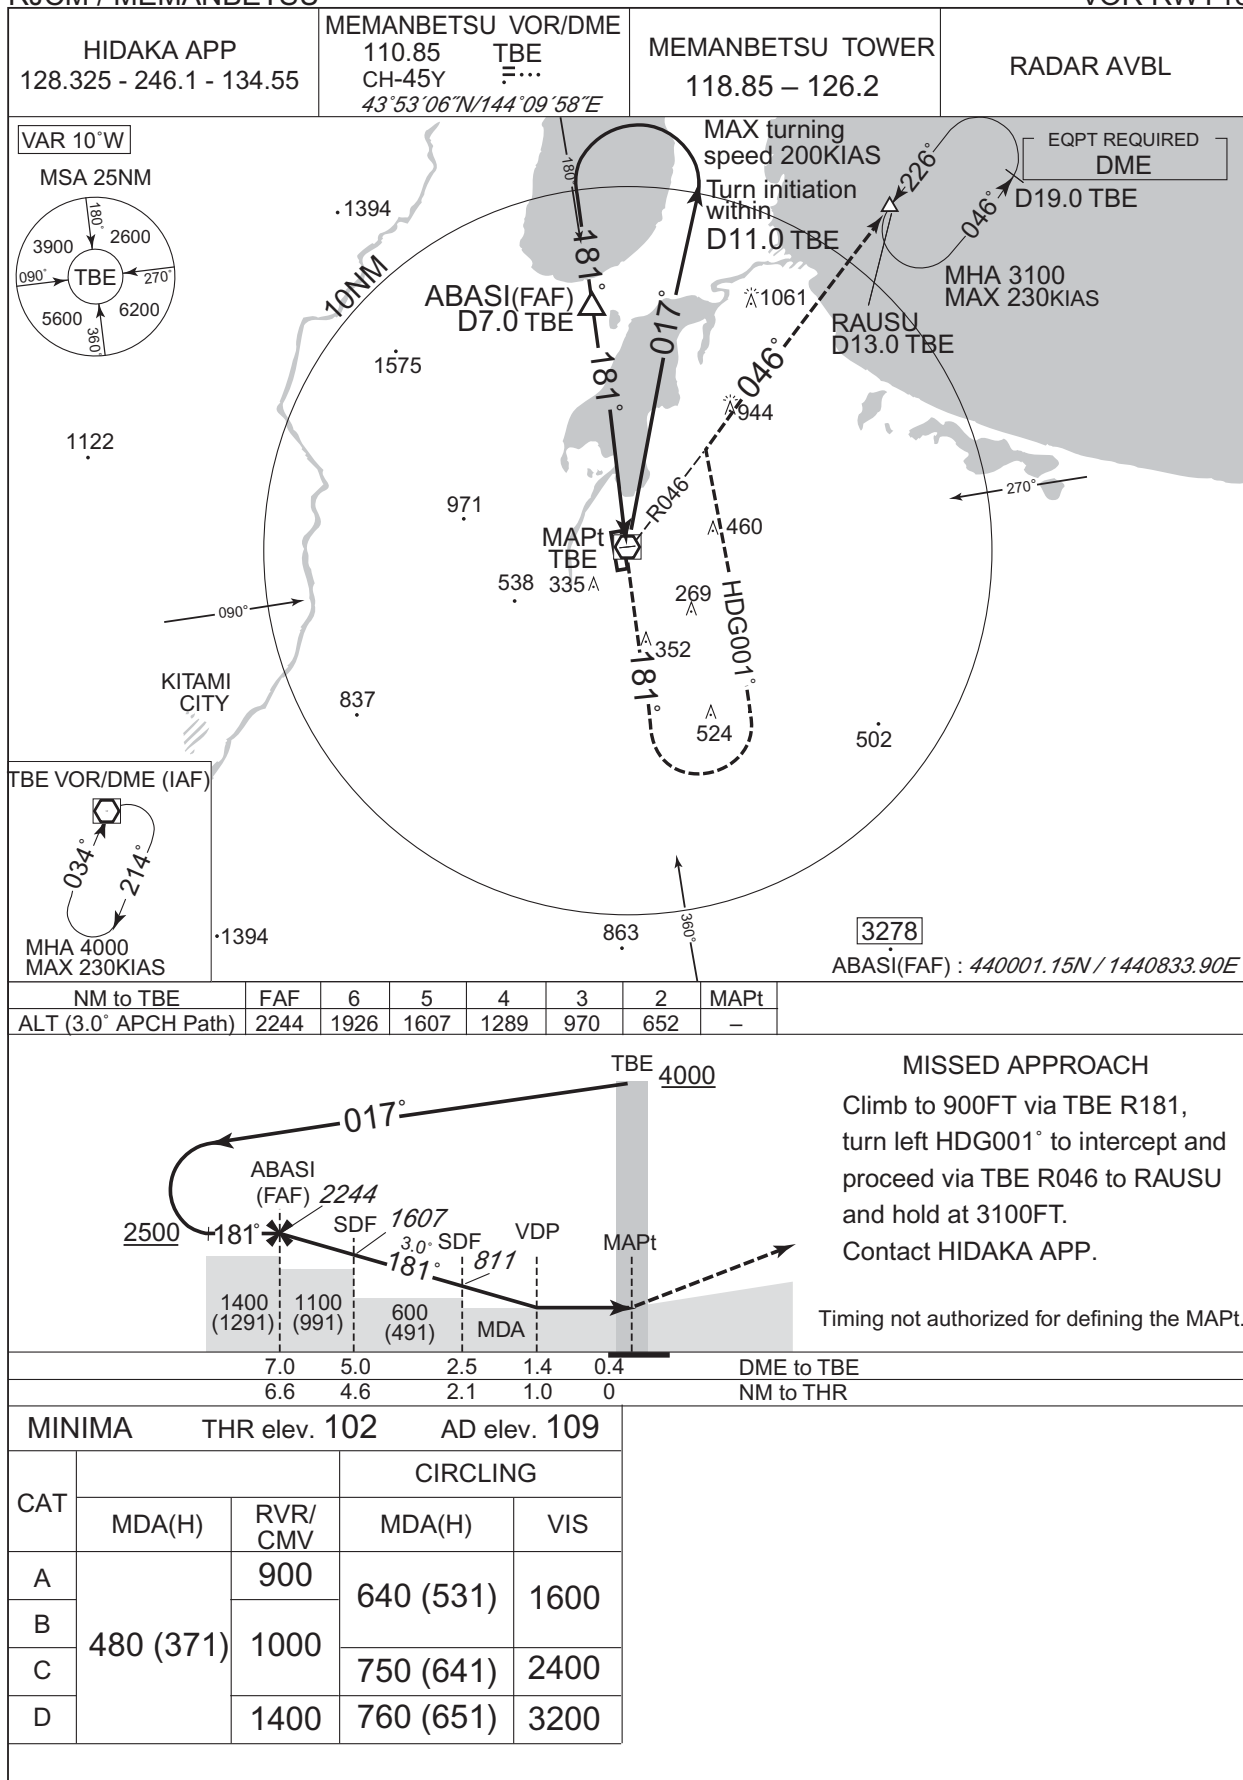 HIDAKA APP
128.325 - 246.1 - 134.55
MEMANBETSU VOR/DME
110.85 TBE
CH-45Y
43°53′06″N/144°09′58″E
MEMANBETSU TOWER
118.85 – 126.2
RADAR AVBL
VAR 10°W
MSA 25NM
180°
3900
2600
090°
TBE
270°
5600
6200
360°
1394
10NM
180°
181°
MAX turning
speed 200KIAS
Turn initiation
within
D11.0 TBE
226°
046°
EQPT REQUIRED
DME
D19.0 TBE
MHA 3100
MAX 230KIAS
RAUSU
D13.0 TBE
ABASI(FAF)
D7.0 TBE
181°
017°
1061
046°
944
1575
1122
971
R046
270°
MAPt
TBE
460
538
335
269
HDG001°
352
181°
090°
KITAMI
CITY
837
524
502
TBE VOR/DME (IAF)
034°
214°
MHA 4000
MAX 230KIAS
1394
863
360°
3278
ABASI(FAF) : 440001.15N / 1440833.90E
NM to TBE FAF 6 5 4 3 2 MAPt
ALT (3.0° APCH Path) 2244 1926 1607 1289 970 652 –
TBE 4000
017°
ABASI
(FAF) 2244
2500
181°
SDF 1607
3.0°
181°
SDF
811
VDP
MAPt
1400
(1291)
1100
(991)
600
(491)
MDA
MISSED APPROACH
Climb to 900FT via TBE R181,
turn left HDG001° to intercept and
proceed via TBE R046 to RAUSU
and hold at 3100FT.
Contact HIDAKA APP.
Timing not authorized for defining the MAPt.
7.0 5.0 2.5 1.4 0.4 DME to TBE
6.6 4.6 2.1 1.0 0 NM to THR
MINIMA THR elev. 102 AD elev. 109
CAT
CIRCLING
MDA(H)
RVR/
CMV
MDA(H)
VIS
A
B
C
D
480 (371)
900
1000
1400
640 (531) 1600
750 (641) 2400
760 (651) 3200